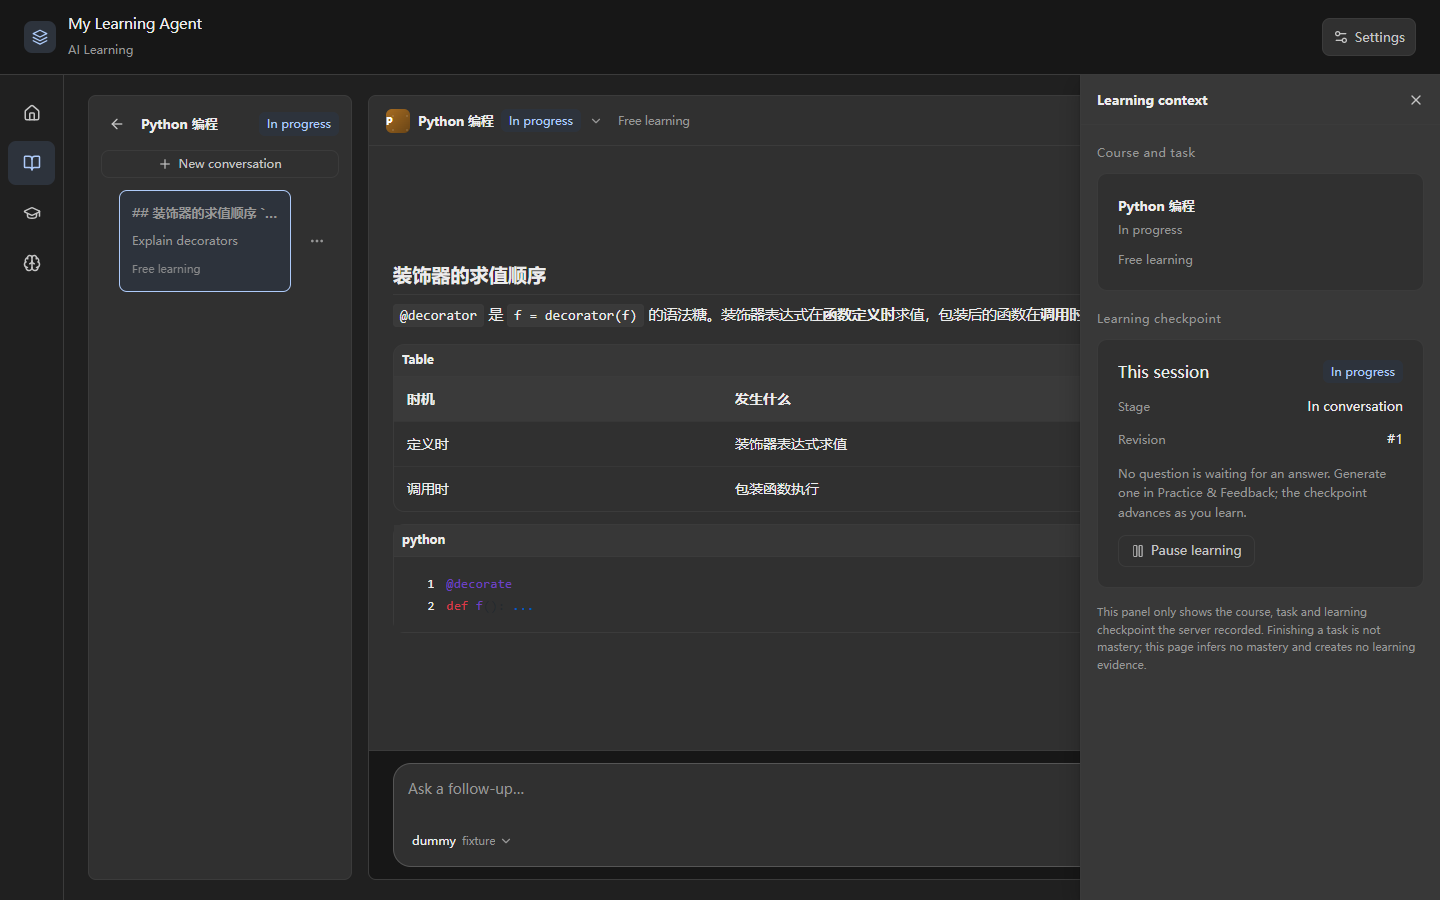 My Learning Agent
AI Learning
Settings
Python 编程
In progress
New conversation
## 装饰器的求值顺序 `...
Explain decorators
Free learning
P
Python 编程
In progress
Free learning
装饰器的求值顺序
@decorator 是 f = decorator(f) 的语法糖。装饰器表达式在函数定义时求值，包装后的函数在调用时
Table
时机
发生什么
定义时
装饰器表达式求值
调用时
包装函数执行
python
1 @decorate
2 def f ...
Ask a follow-up...
dummy fixture
Learning context
Course and task
Python 编程
In progress
Free learning
Learning checkpoint
This session
In progress
Stage
In conversation
Revision
#1
No question is waiting for an answer. Generate
one in Practice & Feedback; the checkpoint
advances as you learn.
Pause learning
This panel only shows the course, task and learning
checkpoint the server recorded. Finishing a task is not
mastery; this page infers no mastery and creates no learning
evidence.